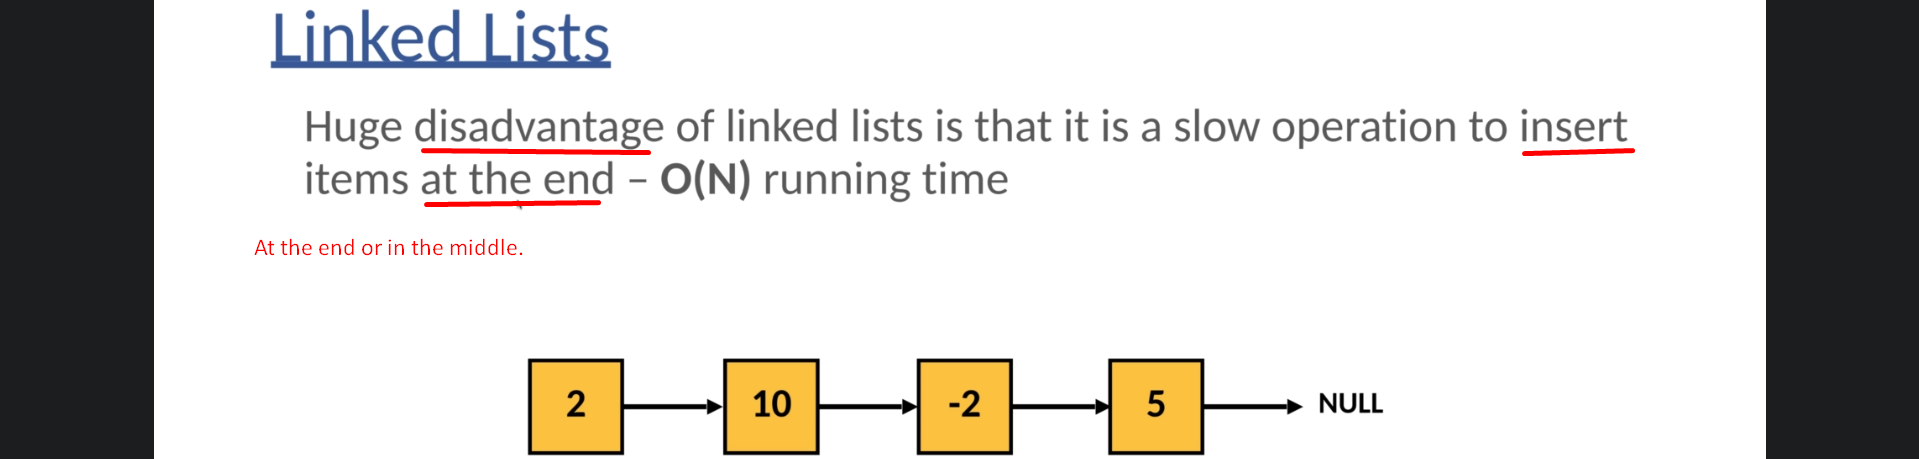 Linked Lists
Huge disadvantage of linked lists is that it is a slow operation to insert
items at the end – O(N) running time
At the end or in the middle.
2 10 -2 5 NULL